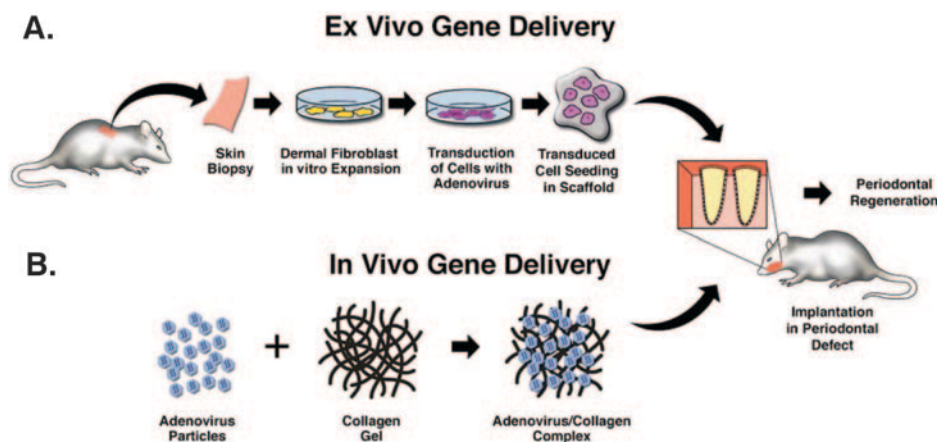 A.
Ex Vivo Gene Delivery
Skin
Biopsy
Dermal Fibroblast
in vitro Expansion
Transduction
of Cells with
Adenovirus
Transduced
Cell Seeding
in Scaffold
Periodontal
Regeneration
Implantation
in Periodontal
Defect
B.
In Vivo Gene Delivery
Adenovirus
Particles
+
Collagen
Gel
Adenovirus/Collagen
Complex